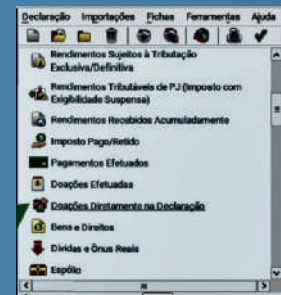 Declaração Importações Fichas Ferramentas Ajuda
Rendimentos Sujeitos à Tributação
Exclusiva/Definitiva
Rendimentos Tributáveis de PJ (Imposto com
Exigibilidade Suspensa)
Rendimentos Recebidos Acumuladamente
Imposto Pago/Retido
Pagamentos Efetuados
Doações Efetuadas
Doações Diretamente na Declaração
Bens e Direitos
Dívidas e Ônus Reais
Espólio